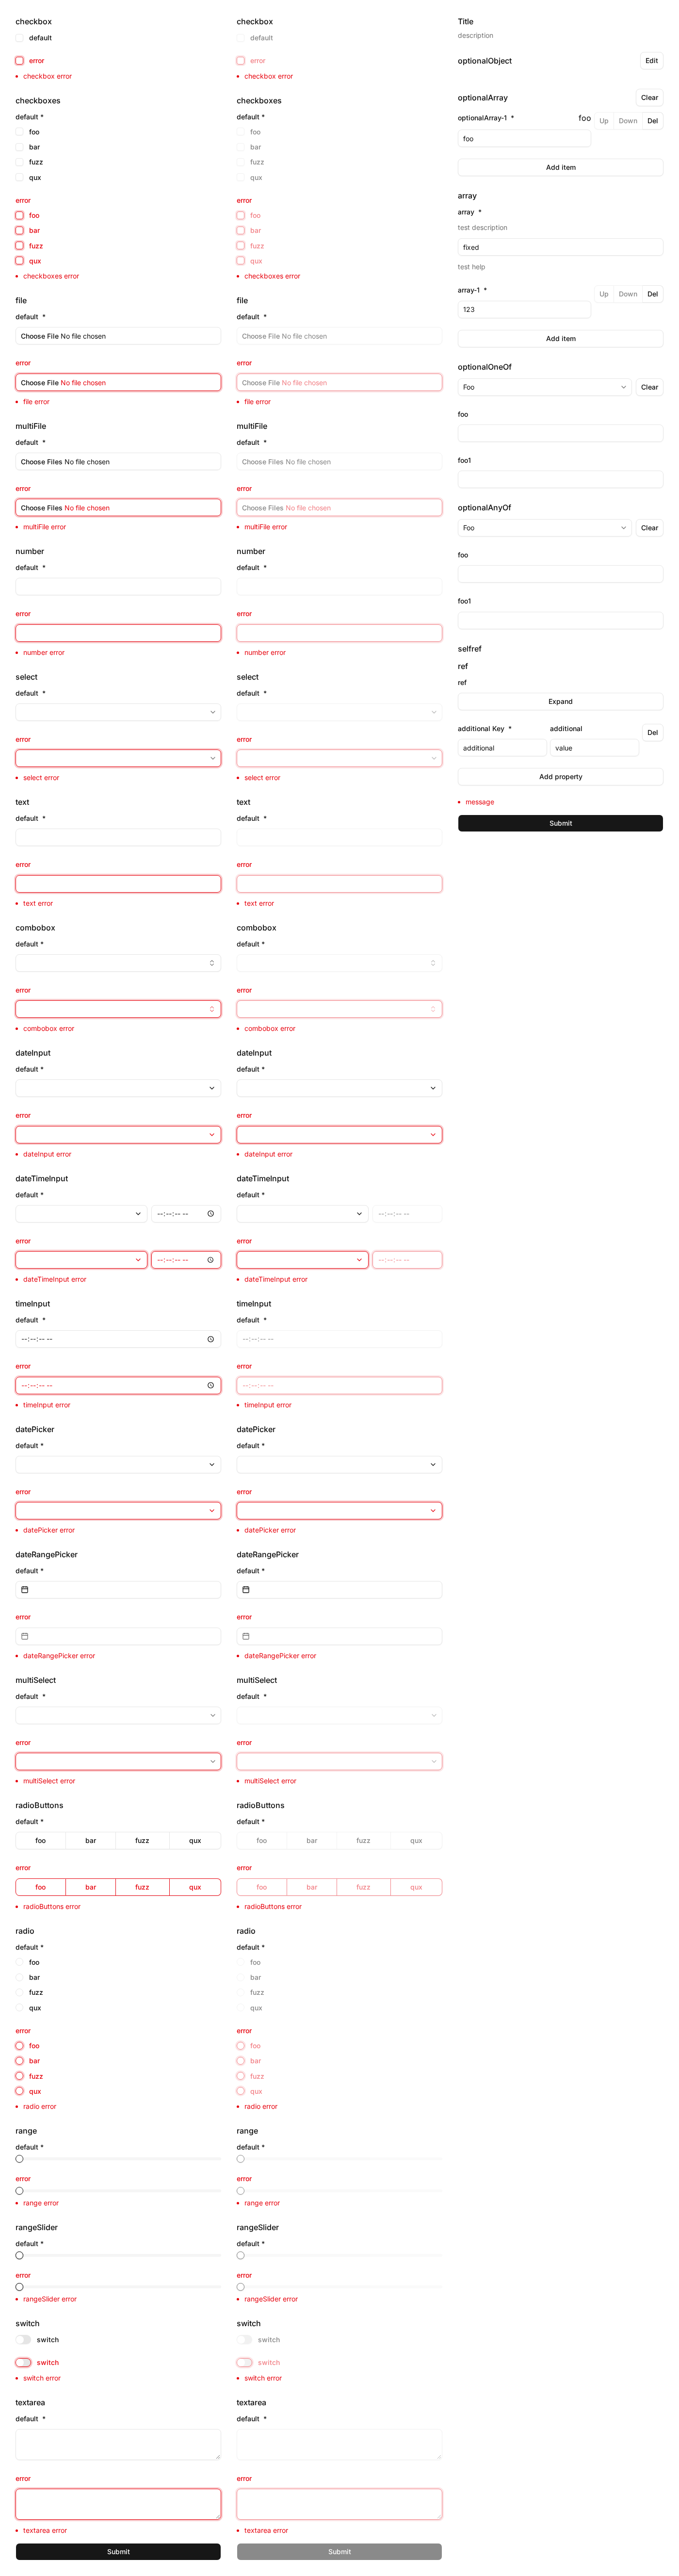 checkbox
default
error
checkbox error
checkboxes
default *
foo
bar
fuzz
qux
error
foo
bar
fuzz
qux
checkboxes error
file
default *
Choose File No file chosen
error
Choose File No file chosen
file error
multiFile
default *
Choose Files No file chosen
error
Choose Files No file chosen
multiFile error
number
default *
error
number error
select
default *
error
select error
text
default *
error
text error
combobox
default *
error
combobox error
dateInput
default *
error
dateInput error
dateTimeInput
default *
--:--:-- --
error
--:--:-- --
dateTimeInput error
timeInput
default *
--:--:-- --
error
--:--:-- --
timeInput error
datePicker
default *
error
datePicker error
dateRangePicker
default *
error
dateRangePicker error
multiSelect
default *
error
multiSelect error
radioButtons
default *
foo bar fuzz qux
error
foo bar fuzz qux
radioButtons error
radio
default *
foo
bar
fuzz
qux
error
foo
bar
fuzz
qux
radio error
range
default *
error
range error
rangeSlider
default *
error
rangeSlider error
switch
switch
switch
switch error
textarea
default *
error
textarea error
Submit
checkbox
default
error
checkbox error
checkboxes
default *
foo
bar
fuzz
qux
error
foo
bar
fuzz
qux
checkboxes error
file
default *
Choose File No file chosen
error
Choose File No file chosen
file error
multiFile
default *
Choose Files No file chosen
error
Choose Files No file chosen
multiFile error
number
default *
error
number error
select
default *
error
select error
text
default *
error
text error
combobox
default *
error
combobox error
dateInput
default *
error
dateInput error
dateTimeInput
default *
--:--:-- --
error
--:--:-- --
dateTimeInput error
timeInput
default *
--:--:-- --
error
--:--:-- --
timeInput error
datePicker
default *
error
datePicker error
dateRangePicker
default *
error
dateRangePicker error
multiSelect
default *
error
multiSelect error
radioButtons
default *
foo bar fuzz qux
error
foo bar fuzz qux
radioButtons error
radio
default *
foo
bar
fuzz
qux
error
foo
bar
fuzz
qux
radio error
range
default *
error
range error
rangeSlider
default *
error
rangeSlider error
switch
switch
switch
switch error
textarea
default *
error
textarea error
Submit
Title
description
optionalObject Edit
optionalArray Clear
optionalArray-1 * foo Up Down Del
foo
Add item
array
array *
test description
fixed
test help
array-1 * Up Down Del
123
Add item
optionalOneOf
Foo Clear
foo
foo1
optionalAnyOf
Foo Clear
foo
foo1
selfref
ref
ref
Expand
additional Key * additional Del
additional value
Add property
message
Submit